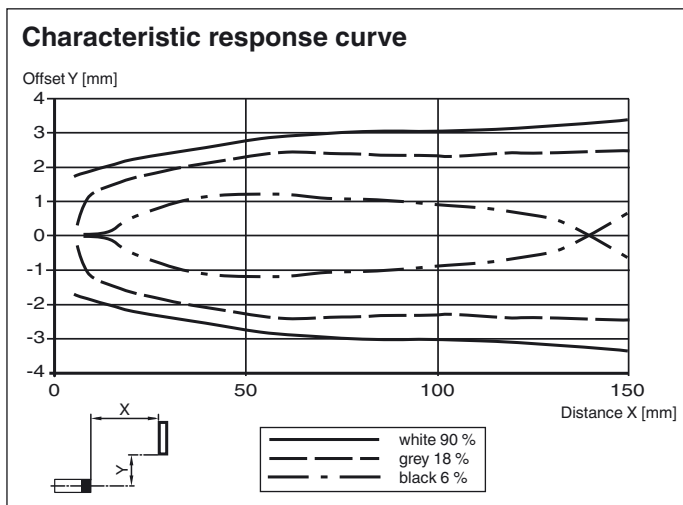 Characteristic response curve
Offset Y [mm]
4
3
2
1
0
-1
-2
-3
-4
0 50 100 150
Distance X [mm]
X
Y
white 90 %
grey 18 %
black 6 %